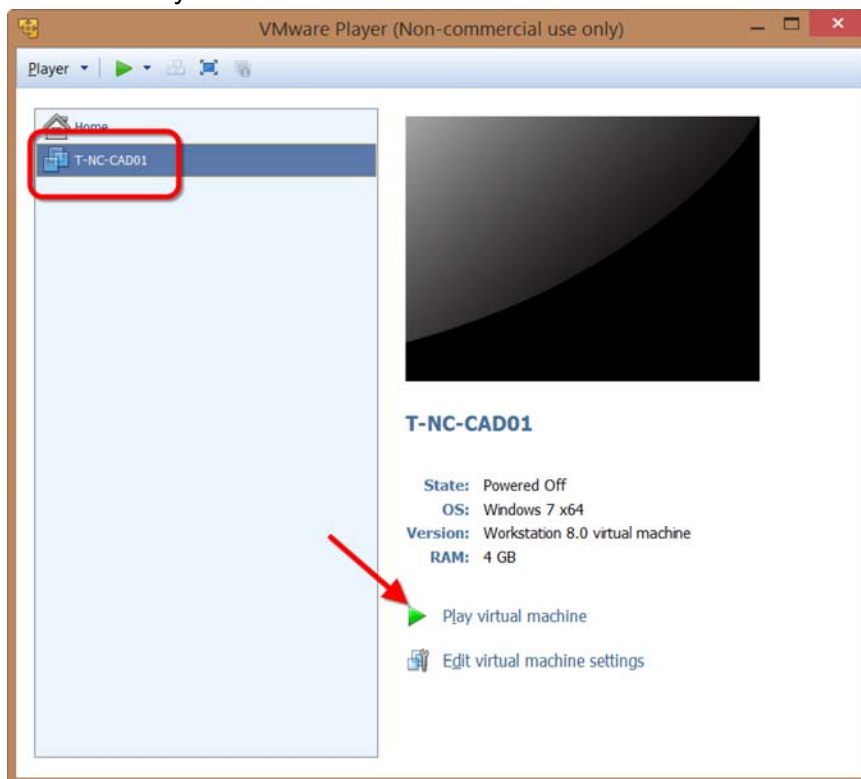 VMware Player (Non-commercial use only)
Player
Home
T-NC-CAD01
T-NC-CAD01
State: Powered Off
OS: Windows 7 x64
Version: Workstation 8.0 virtual machine
RAM: 4 GB
Play virtual machine
Edit virtual machine settings